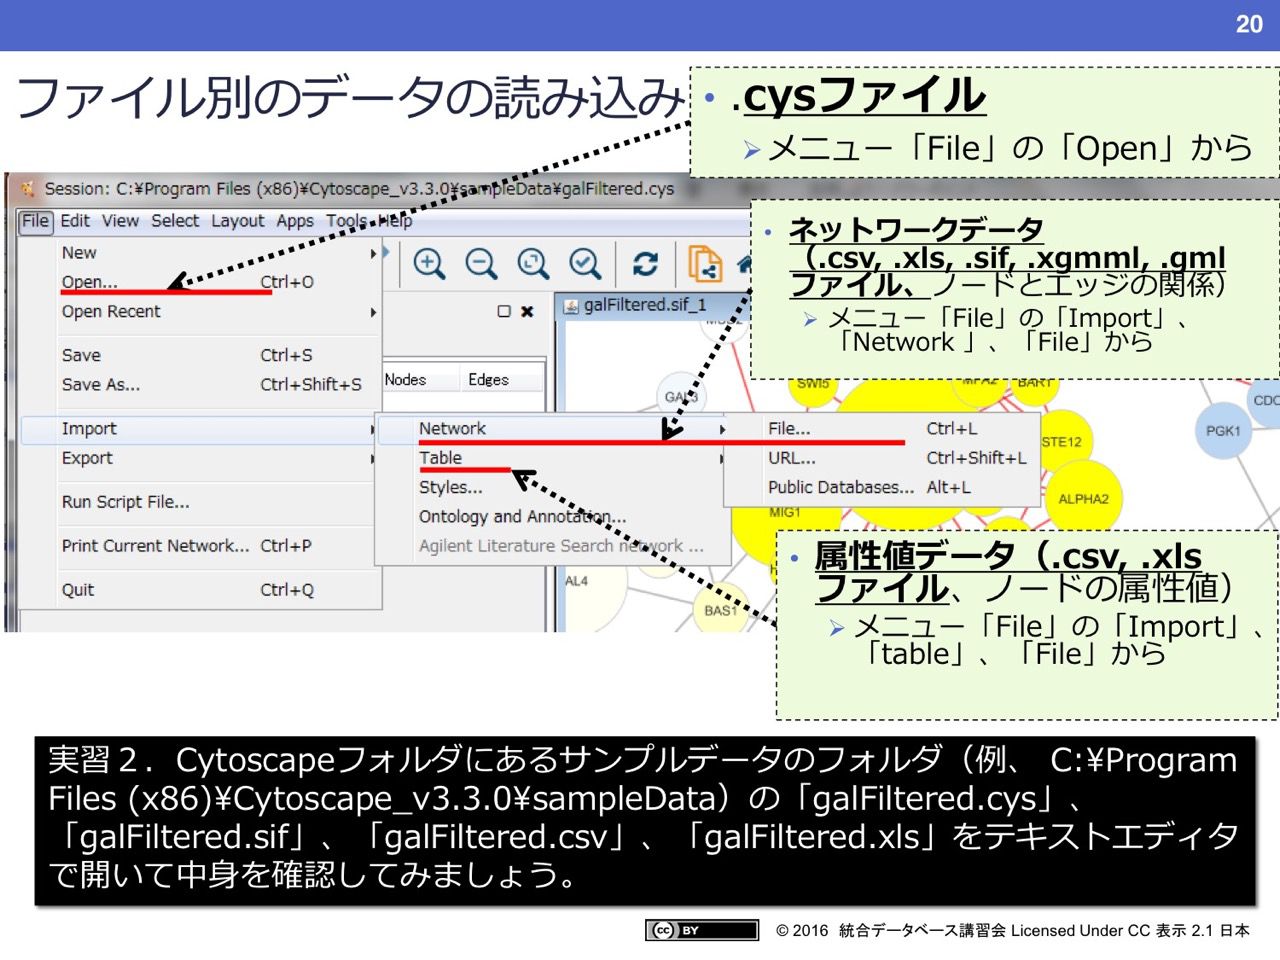 20
ファイル別のデータの読み込み
• .cysファイル
➢メニュー「File」の「Open」から
Session: C:¥Program Files (x86)¥Cytoscape_v3.3.0¥sampleData¥galFiltered.cys
File Edit View Select Layout Apps Tools Help
New
Open... Ctrl+O
Open Recent
Save Ctrl+S
Save As... Ctrl+Shift+S
Import
Export
Run Script File...
Print Current Network... Ctrl+P
Quit Ctrl+Q
Nodes Edges
Network
Table
Styles...
Ontology and Annotation...
Agilent Literature Search network ...
File... Ctrl+L
URL... Ctrl+Shift+L
Public Databases... Alt+L
galFiltered.sif_1
GAL3
SWI5
MFA2
BAR1
CDC
PGK1
STE12
ALPHA2
MIG1
AL4
BAS1
• ネットワークデータ
（.csv, .xls, .sif, .xgmml, .gml
ファイル、ノードとエッジの関係）
➢ メニュー「File」の「Import」、
「Network 」、「File」から
• 属性値データ（.csv, .xls
ファイル、ノードの属性値）
➢ メニュー「File」の「Import」、
「table」、「File」から
実習２．Cytoscapeフォルダにあるサンプルデータのフォルダ（例、 C:¥Program
Files (x86)¥Cytoscape_v3.3.0¥sampleData）の「galFiltered.cys」、
「galFiltered.sif」、「galFiltered.csv」、「galFiltered.xls」をテキストエディタ
で開いて中身を確認してみましょう。
cc BY
© 2016 統合データベース講習会 Licensed Under CC 表示 2.1 日本